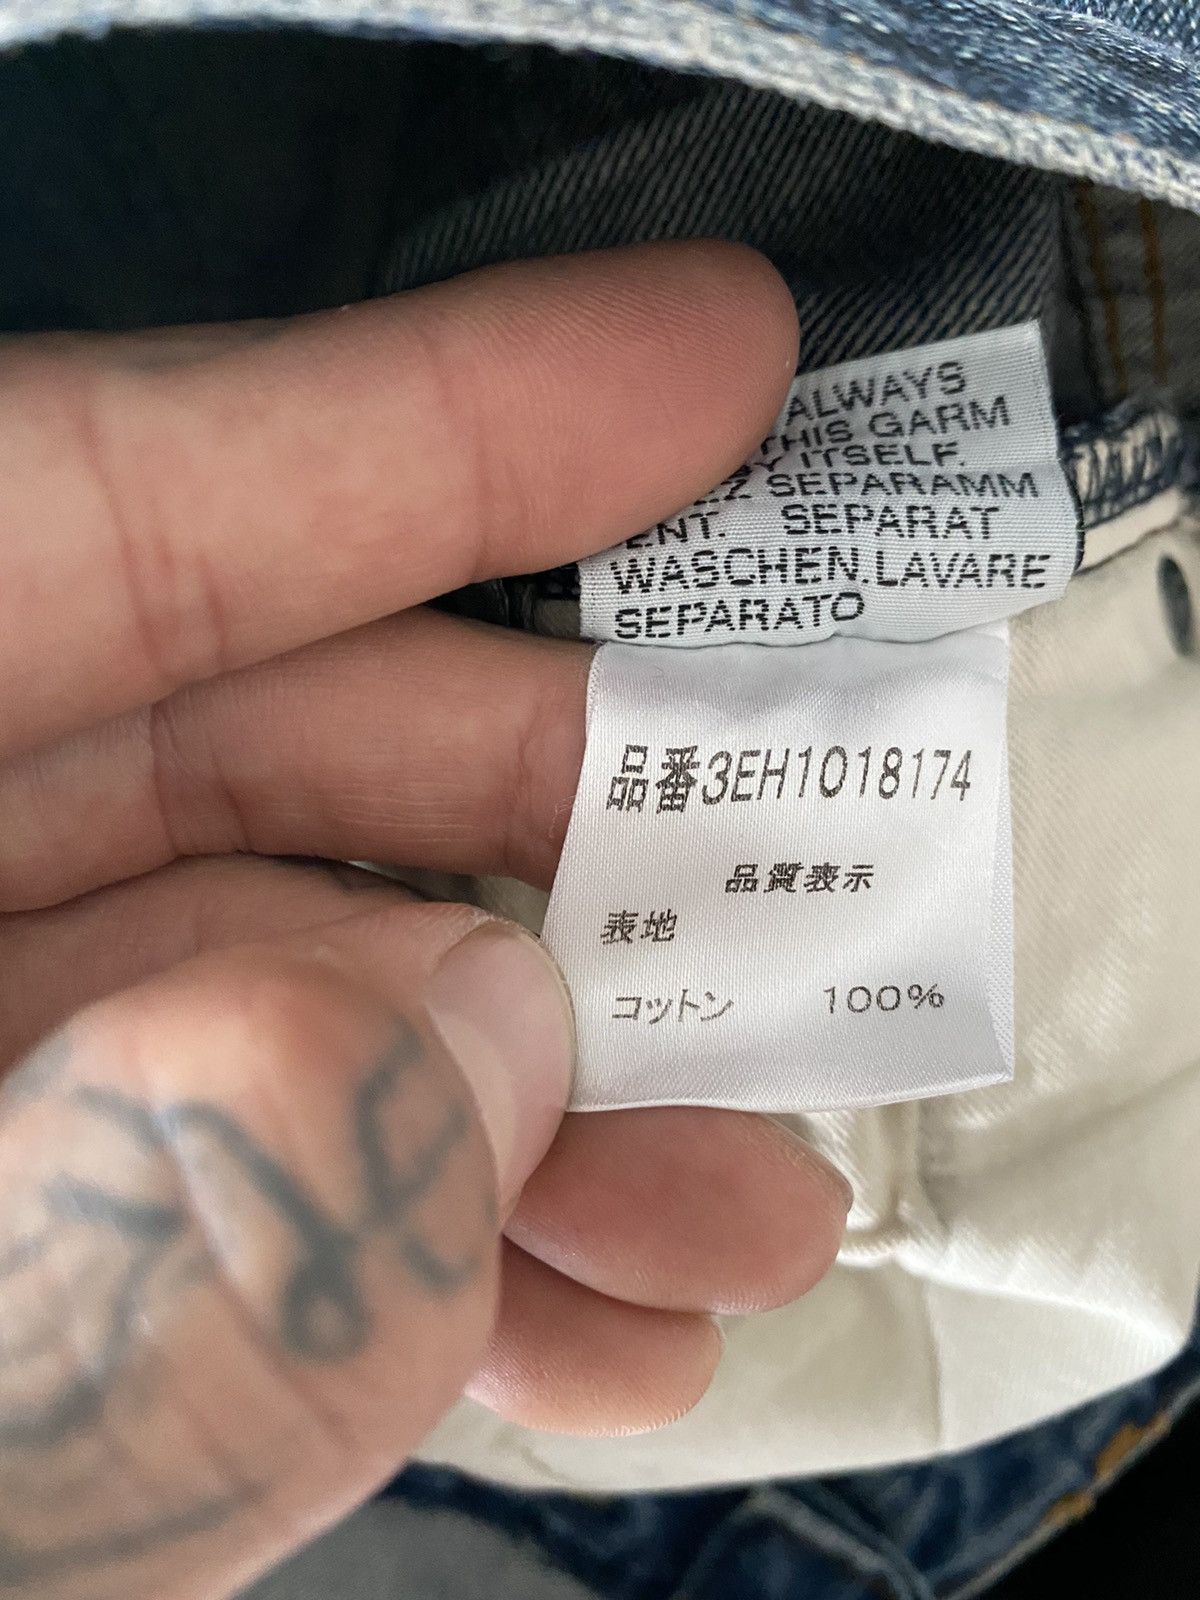 ALWAYS
THIS GARM
BY ITSELF.
SEPARAMM
ENT. SEPARAT
WASCHEN.LAVARE
SEPARATO
品番3EH1018174
品質表示
表地
コットン 100%